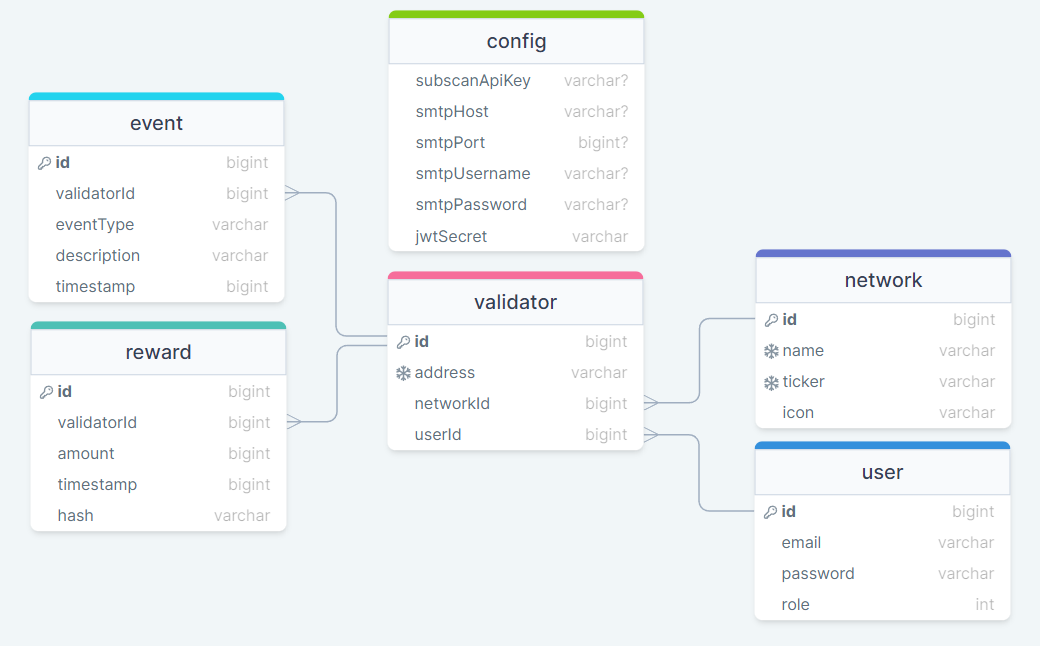 config
subscanApiKey varchar?
smtpHost varchar?
smtpPort bigint?
smtpUsername varchar?
smtpPassword varchar?
jwtSecret varchar
event
id bigint
validatorId bigint
eventType varchar
description varchar
timestamp bigint
reward
id bigint
validatorId bigint
amount bigint
timestamp bigint
hash varchar
validator
id bigint
address varchar
networkId bigint
userId bigint
network
id bigint
name varchar
ticker varchar
icon varchar
user
id bigint
email varchar
password varchar
role int